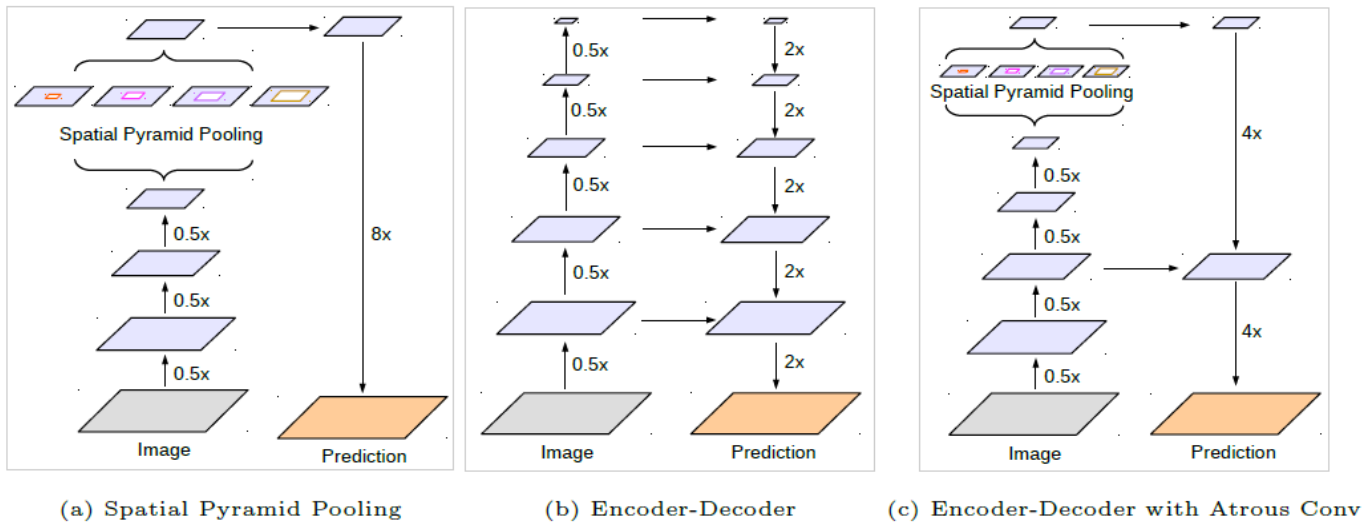 Spatial Pyramid Pooling
0.5x
0.5x
0.5x
8x
Image
Prediction
(a) Spatial Pyramid Pooling
0.5x
2x
0.5x
2x
0.5x
2x
0.5x
2x
0.5x
2x
Image
Prediction
(b) Encoder-Decoder
Spatial Pyramid Pooling
4x
0.5x
0.5x
0.5x
4x
0.5x
Image
Prediction
(c) Encoder-Decoder with Atrous Conv